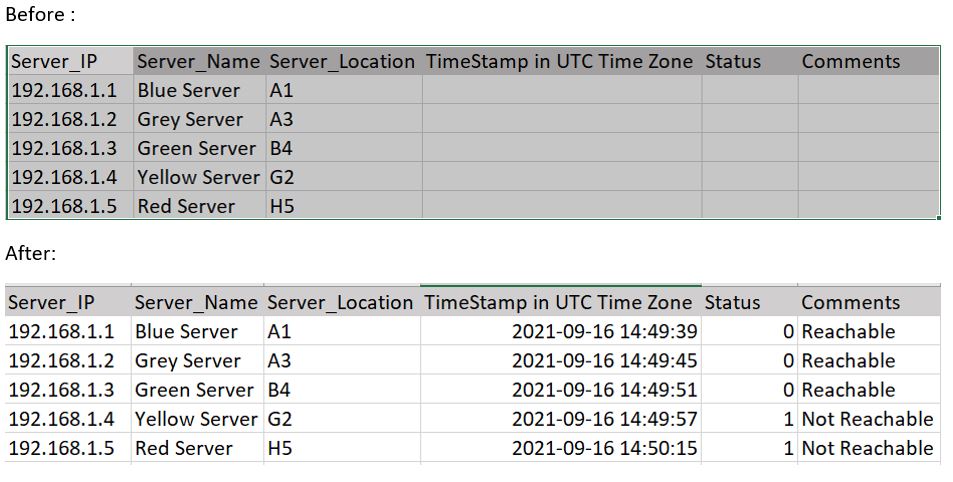 Before :
Server_IP Server_Name Server_Location TimeStamp in UTC Time Zone Status Comments
192.168.1.1 Blue Server A1
192.168.1.2 Grey Server A3
192.168.1.3 Green Server B4
192.168.1.4 Yellow Server G2
192.168.1.5 Red Server H5
After:
Server_IP Server_Name Server_Location TimeStamp in UTC Time Zone Status Comments
192.168.1.1 Blue Server A1 2021-09-16 14:49:39 0 Reachable
192.168.1.2 Grey Server A3 2021-09-16 14:49:45 0 Reachable
192.168.1.3 Green Server B4 2021-09-16 14:49:51 0 Reachable
192.168.1.4 Yellow Server G2 2021-09-16 14:49:57 1 Not Reachable
192.168.1.5 Red Server H5 2021-09-16 14:50:15 1 Not Reachable